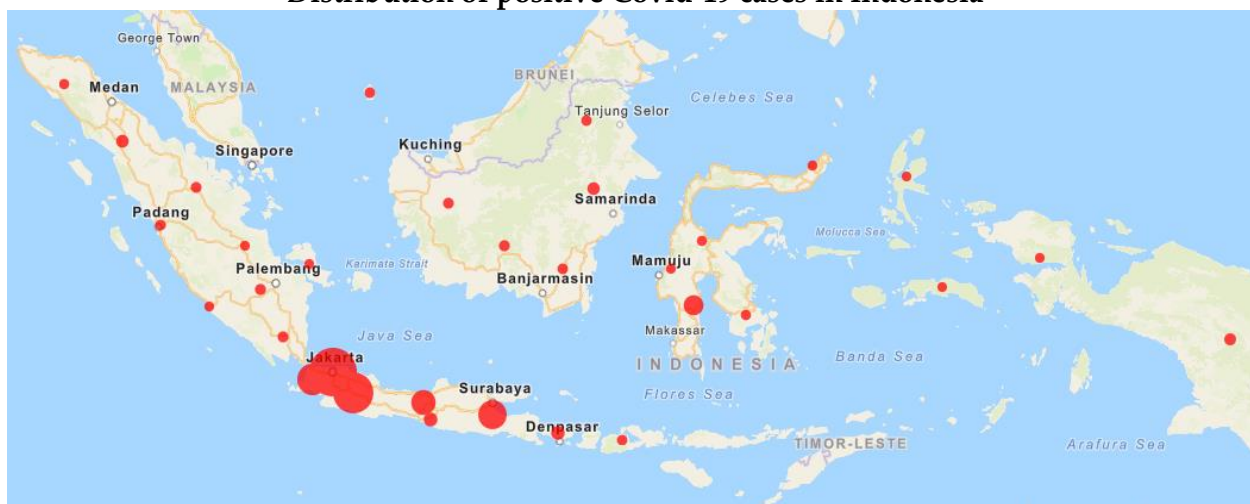 Distribution of positive Covid-19 cases in Indonesia
George Town
Medan
MALAYSIA
BRUNEI
Celebes Sea
Tanjung Selor
Kuching
Singapore
Samarinda
Padang
Molucca Sea
Palembang
Karimata Strait
Mamuju
Banjarmasin
Makassar
Java Sea
Jakarta
INDONESIA
Banda Sea
Surabaya
Flores Sea
Denpasar
TIMOR-LESTE
Arafura Sea